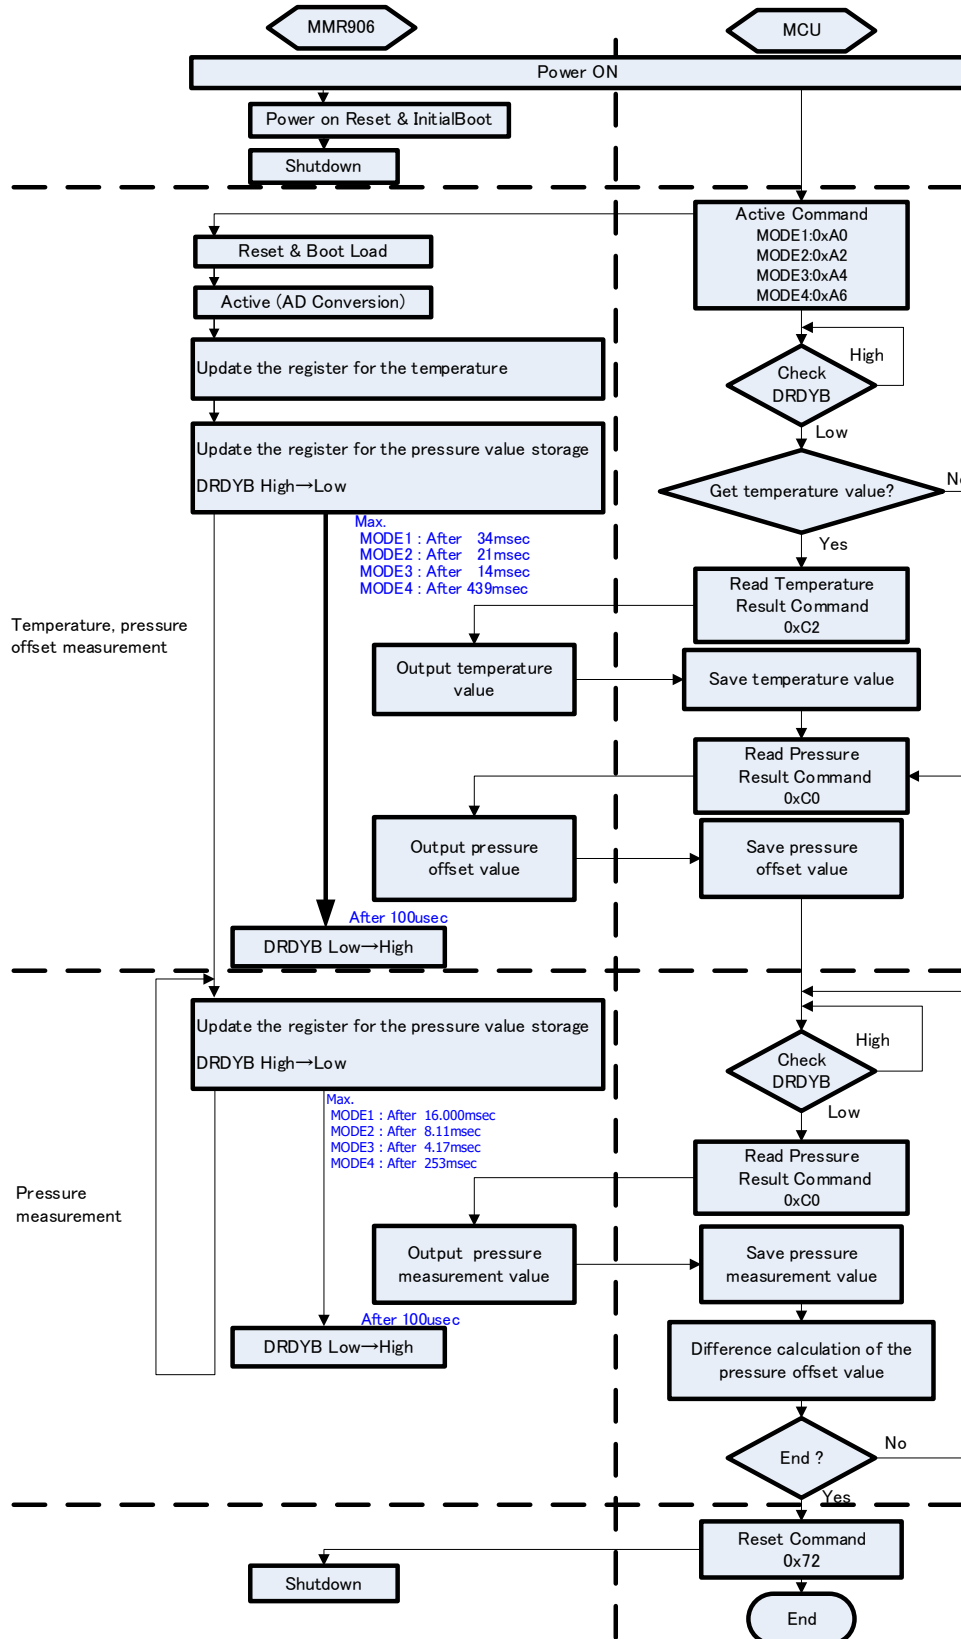 MMR906
MCU
Power ON
Power on Reset & InitialBoot
Shutdown
Active Command
MODE1:0xA0
MODE2:0xA2
MODE3:0xA4
MODE4:0xA6
Reset & Boot Load
Active (AD Conversion)
Update the register for the temperature
High
Check
DRDYB
Low
Update the register for the pressure value storage
DRDYB High→Low
Get temperature value?
No
Yes
Max.
MODE1 : After 34msec
MODE2 : After 21msec
MODE3 : After 14msec
MODE4 : After 439msec
Read Temperature
Result Command
0xC2
Temperature, pressure
offset measurement
Output temperature
value
Save temperature value
Read Pressure
Result Command
0xC0
Output pressure
offset value
Save pressure
offset value
After 100usec
DRDYB Low→High
Update the register for the pressure value storage
DRDYB High→Low
High
Check
DRDYB
Low
Max.
MODE1 : After 16.000msec
MODE2 : After 8.11msec
MODE3 : After 4.17msec
MODE4 : After 253msec
Read Pressure
Result Command
0xC0
Pressure
measurement
Output pressure
measurement value
Save pressure
measurement value
After 100usec
DRDYB Low→High
Difference calculation of the
pressure offset value
End ?
No
Yes
Reset Command
0x72
Shutdown
End